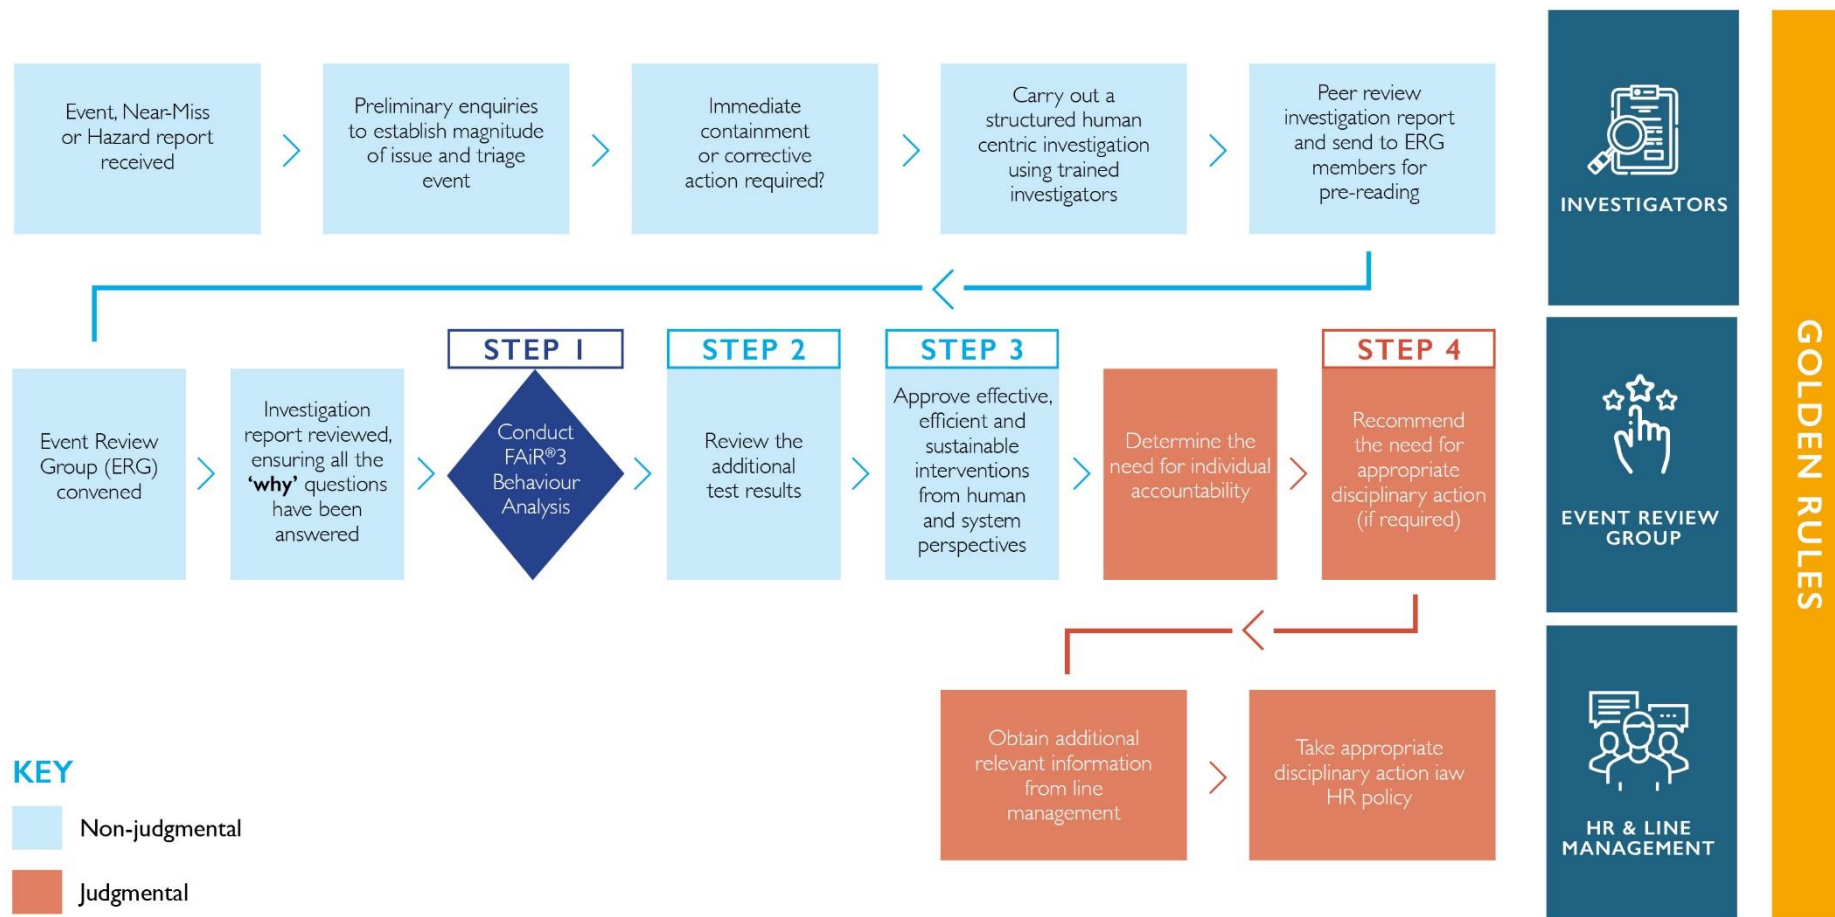 Event, Near-Miss
or Hazard report
received
Preliminary enquiries
to establish magnitude
of issue and triage
event
Immediate
containment
or corrective
action required?
Carry out a
structured human
centric investigation
using trained
investigators
Peer review
investigation report
and send to ERG
members for
pre-reading
INVESTIGATORS
Event Review
Group (ERG)
convened
Investigation
report reviewed,
ensuring all the
‘why’ questions
have been
answered
STEP 1
Conduct
FAiR®3
Behaviour
Analysis
STEP 2
Review the
additional
test results
STEP 3
Approve effective,
efficient and
sustainable
interventions
from human
and system
perspectives
Determine the
need for individual
accountability
STEP 4
Recommend
the need for
appropriate
disciplinary action
(if required)
EVENT REVIEW
GROUP
Obtain additional
relevant information
from line
management
Take appropriate
disciplinary action iaw
HR policy
HR & LINE
MANAGEMENT
GOLDEN RULES
KEY
Non-judgmental
Judgmental